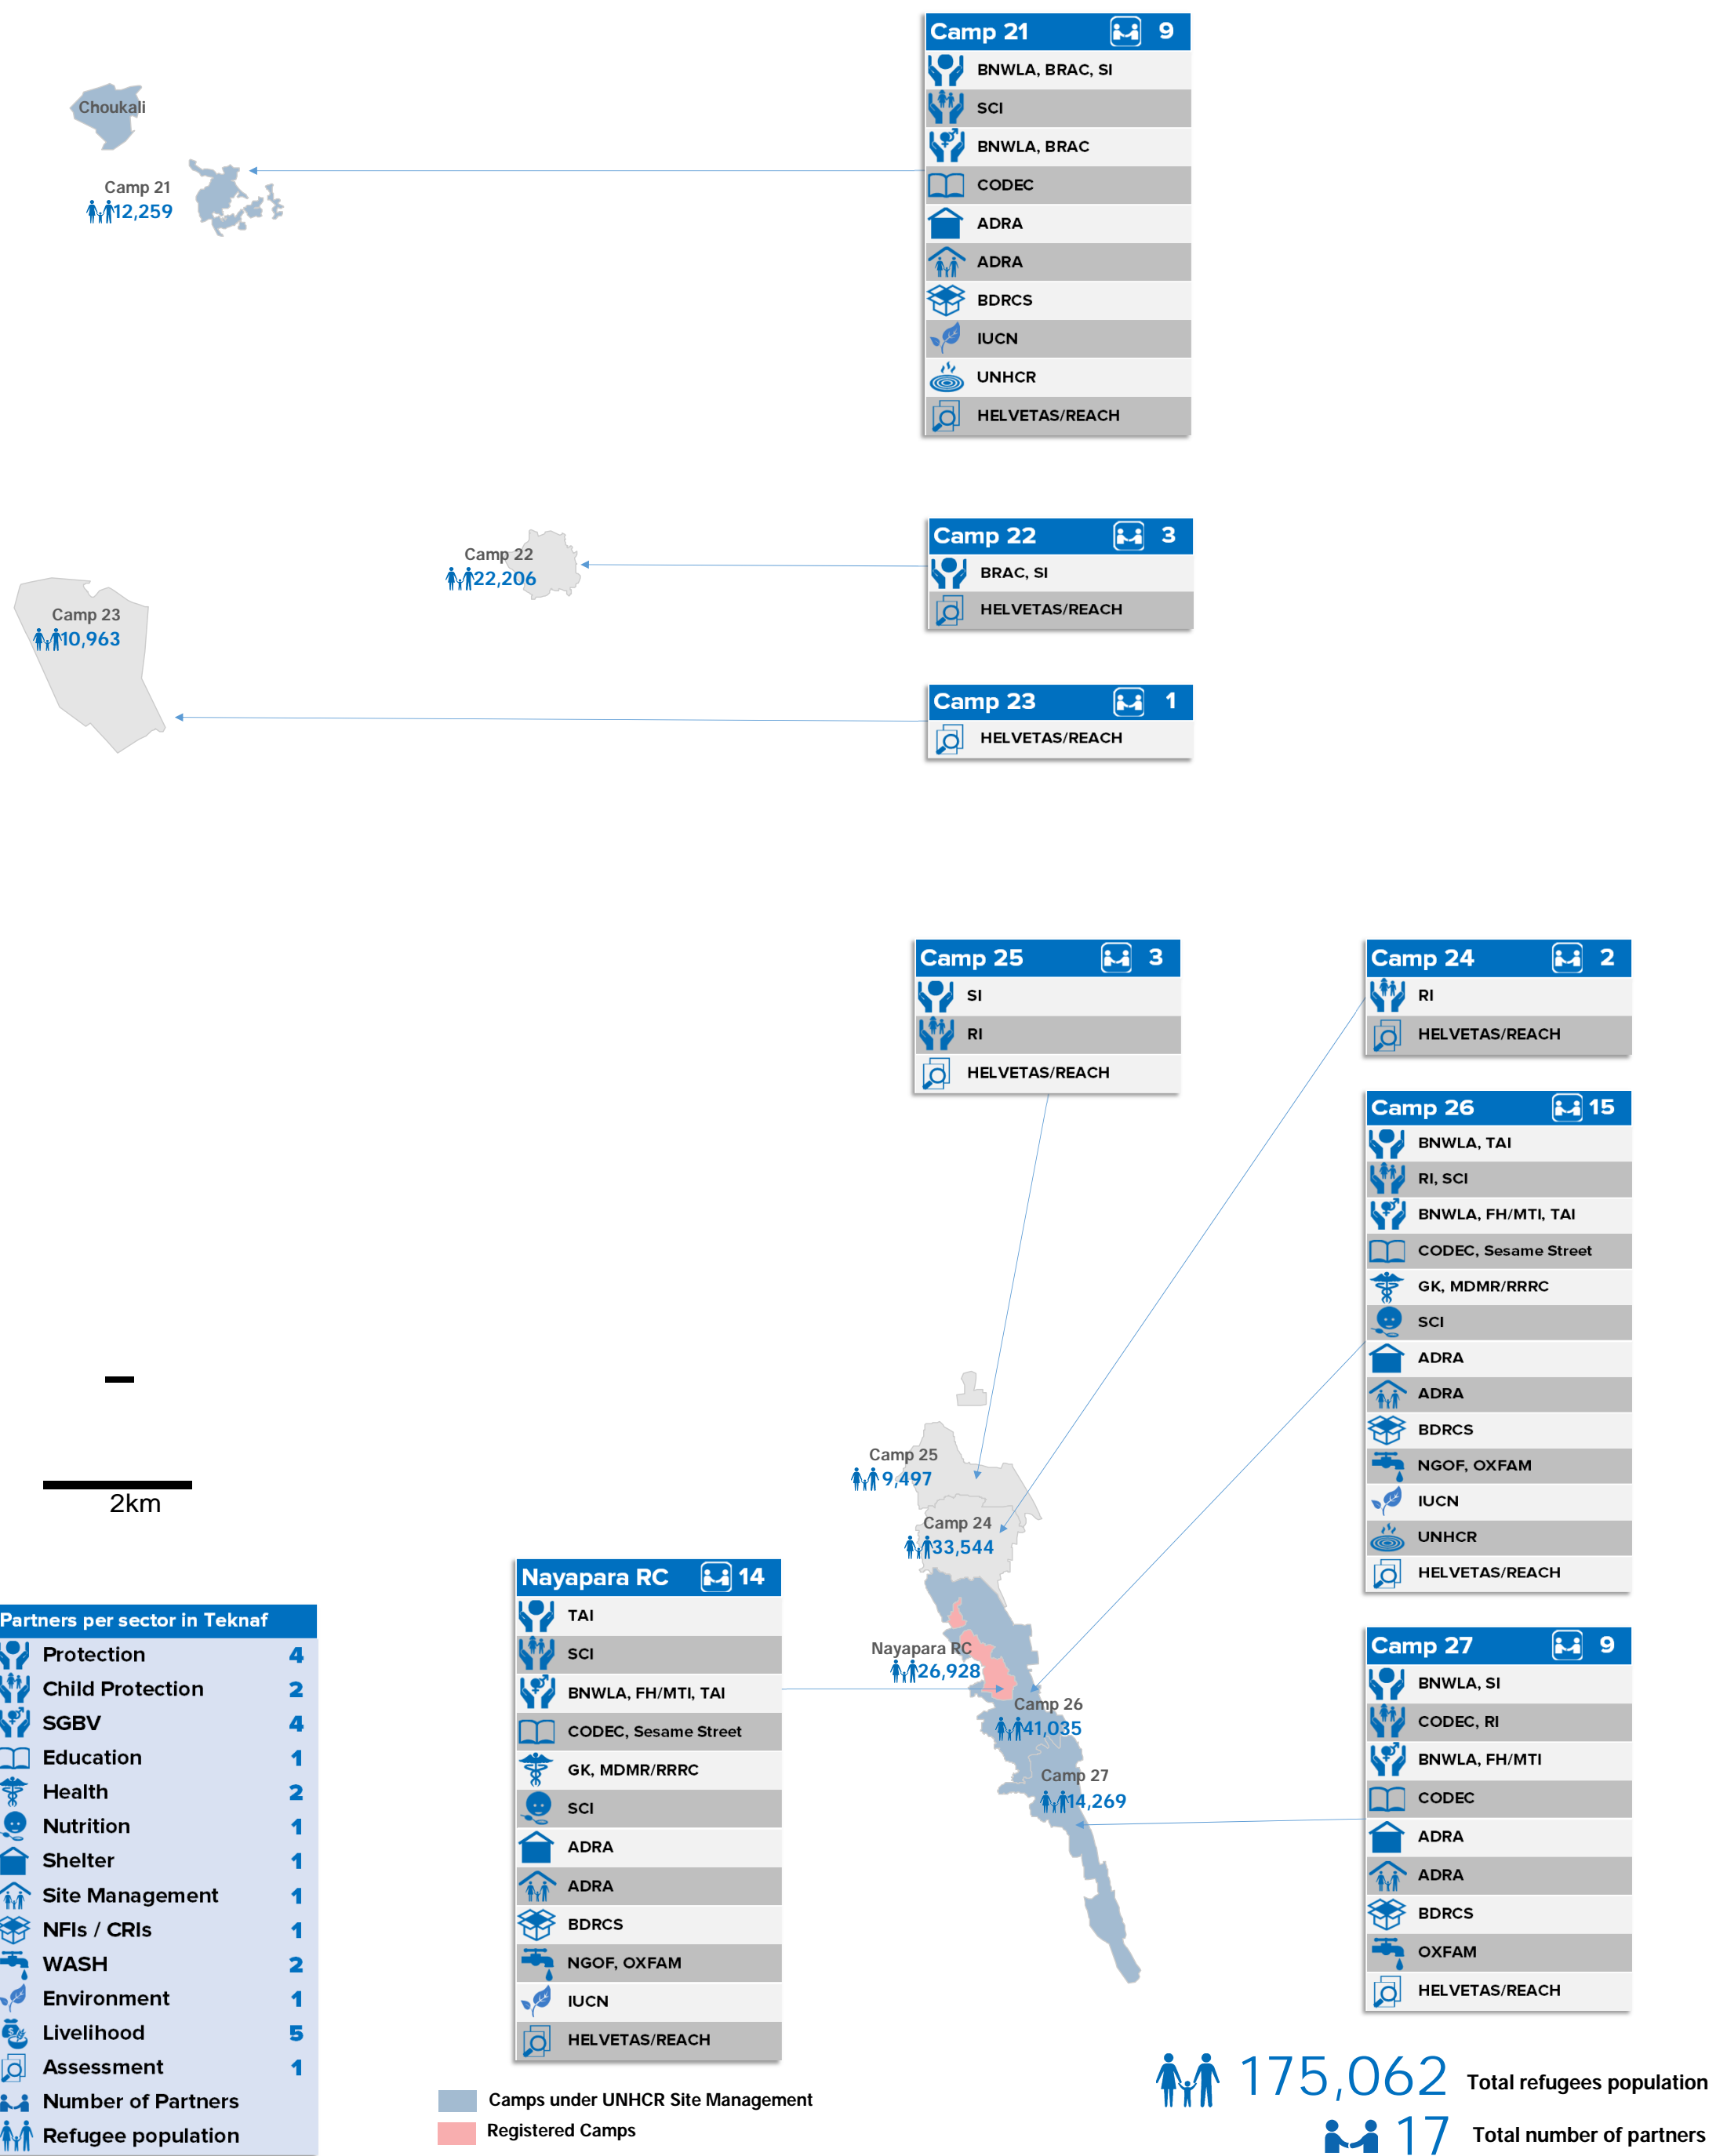 Camp 21 9
BNWLA, BRAC, SI
SCI
BNWLA, BRAC
CODEC
ADRA
ADRA
BDRCS
IUCN
UNHCR
HELVETAS/REACH
Choukali
Camp 21
12,259
Camp 22 3
BRAC, SI
HELVETAS/REACH
Camp 22
22,206
Camp 23
10,963
Camp 23 1
HELVETAS/REACH
Camp 25 3
SI
RI
HELVETAS/REACH
Camp 24 2
RI
HELVETAS/REACH
Camp 26 15
BNWLA, TAI
RI, SCI
BNWLA, FH/MTI, TAI
CODEC, Sesame Street
GK, MDMR/RRRC
SCI
ADRA
ADRA
BDRCS
NGOF, OXFAM
IUCN
UNHCR
HELVETAS/REACH
Camp 25
9,497
Camp 24
33,544
Nayapara RC
26,928
Camp 26
41,035
Camp 27
14,269
2km
Nayapara RC 14
TAI
SCI
BNWLA, FH/MTI, TAI
CODEC, Sesame Street
GK, MDMR/RRRC
SCI
ADRA
ADRA
BDRCS
NGOF, OXFAM
IUCN
HELVETAS/REACH
Camp 27 9
BNWLA, SI
CODEC, RI
BNWLA, FH/MTI
CODEC
ADRA
ADRA
BDRCS
OXFAM
HELVETAS/REACH
Partners per sector in Teknaf
Protection 4
Child Protection 2
SGBV 4
Education 1
Health 2
Nutrition 1
Shelter 1
Site Management 1
NFIs / CRIs 1
WASH 2
Environment 1
Livelihood 5
Assessment 1
Number of Partners
Refugee population
Camps under UNHCR Site Management
Registered Camps
175,062 Total refugees population
17 Total number of partners